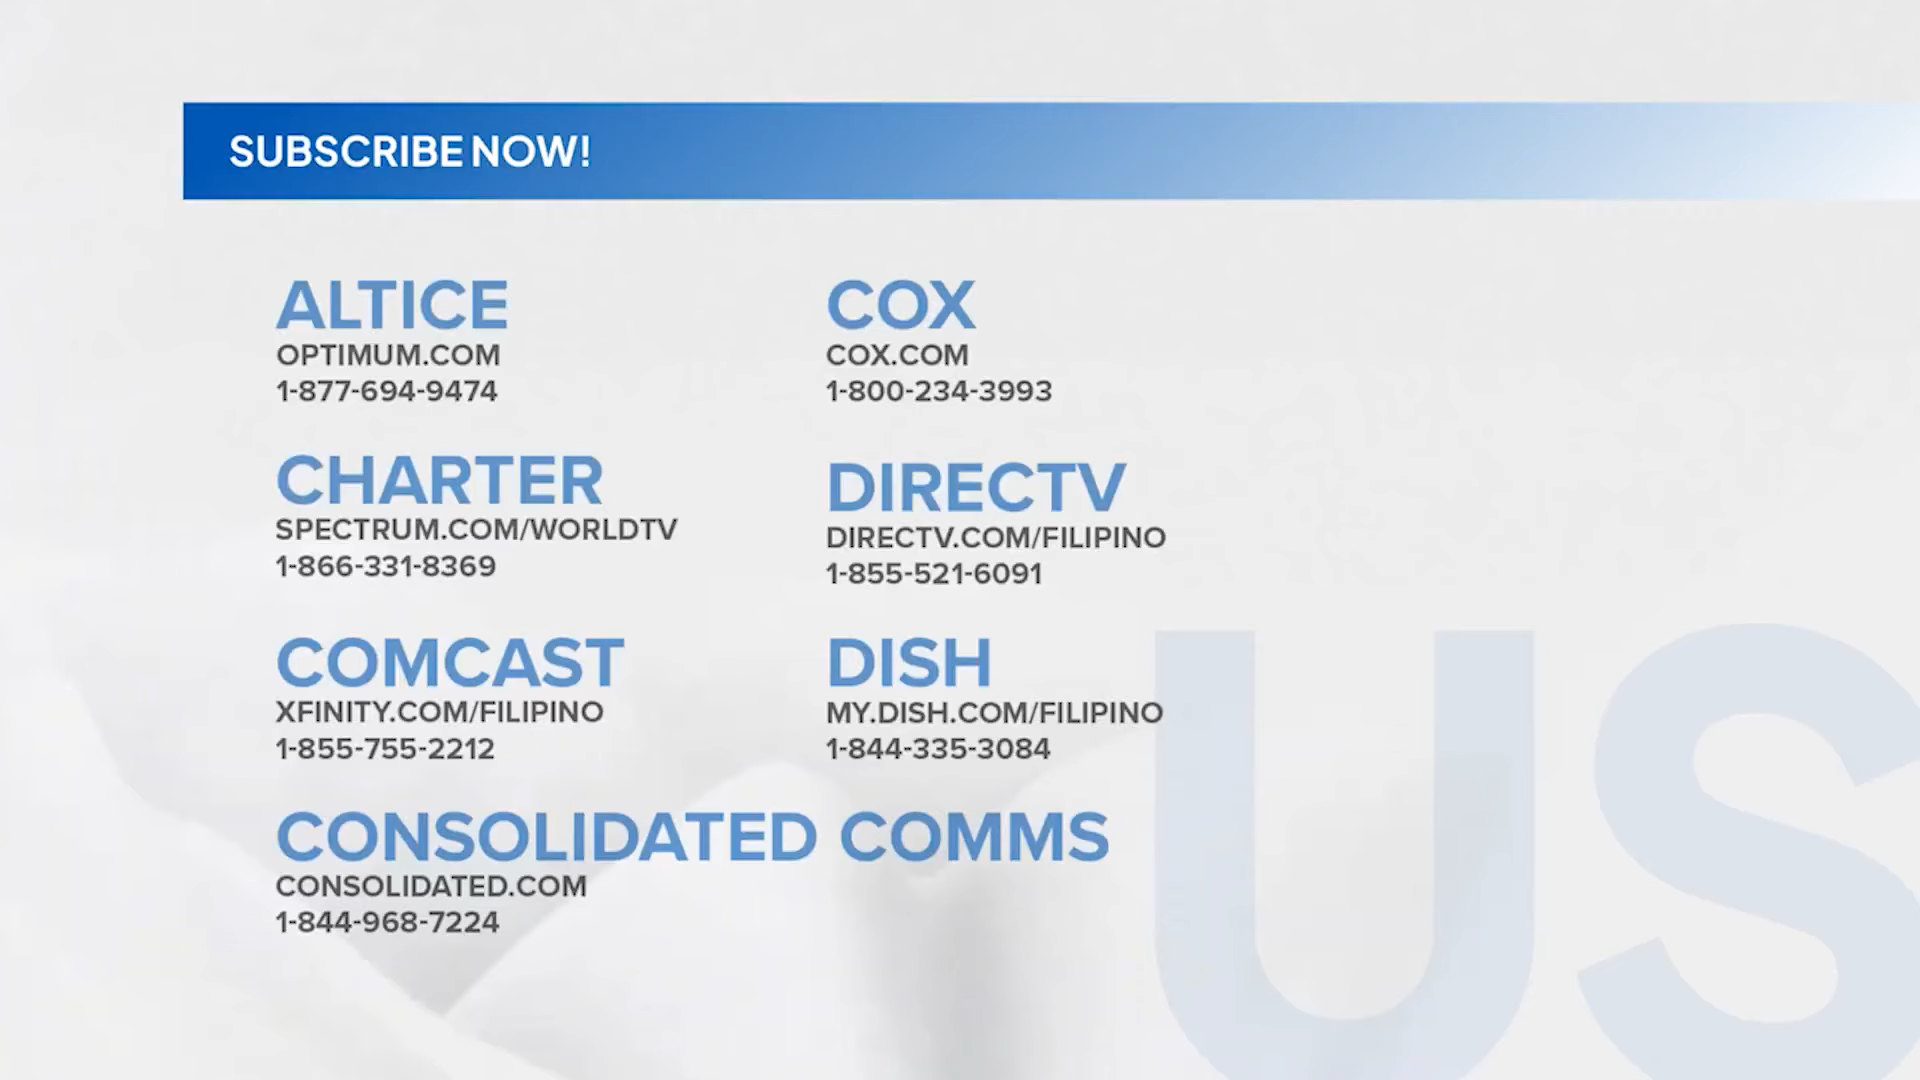 SUBSCRIBE NOW!
ALTICE
OPTIMUM.COM
1-877-694-9474
CHARTER
SPECTRUM.COM/WORLDTV
1-866-331-8369
COMCAST
XFINITY.COM/FILIPINO
1-855-755-2212
CONSOLIDATED COMMS
CONSOLIDATED.COM
1-844-968-7224
COX
COX.COM
1-800-234-3993
DIRECTV
DIRECTV.COM/FILIPINO
1-855-521-6091
DISH
MY.DISH.COM/FILIPINO
1-844-335-3084
US